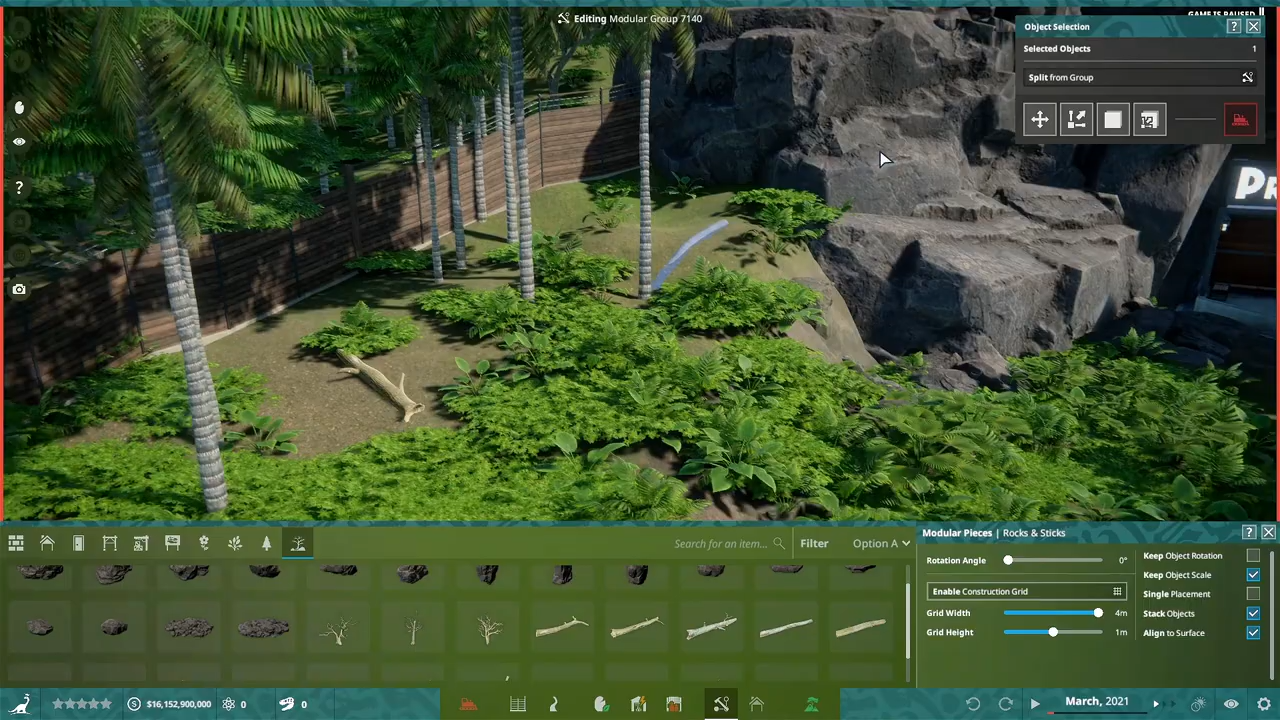 GAME IS PAUSED
Editing Modular Group 7140
Object Selection
?
Selected Objects 1
Split from Group
?
Search for an item...
Filter
Option A
Modular Pieces | Rocks & Sticks
?
Rotation Angle 0°
Enable Construction Grid
Grid Width 4m
Grid Height 1m
Keep Object Rotation
Keep Object Scale
Single Placement
Stack Objects
Align to Surface
$16,152,900,000
0
0
March, 2021